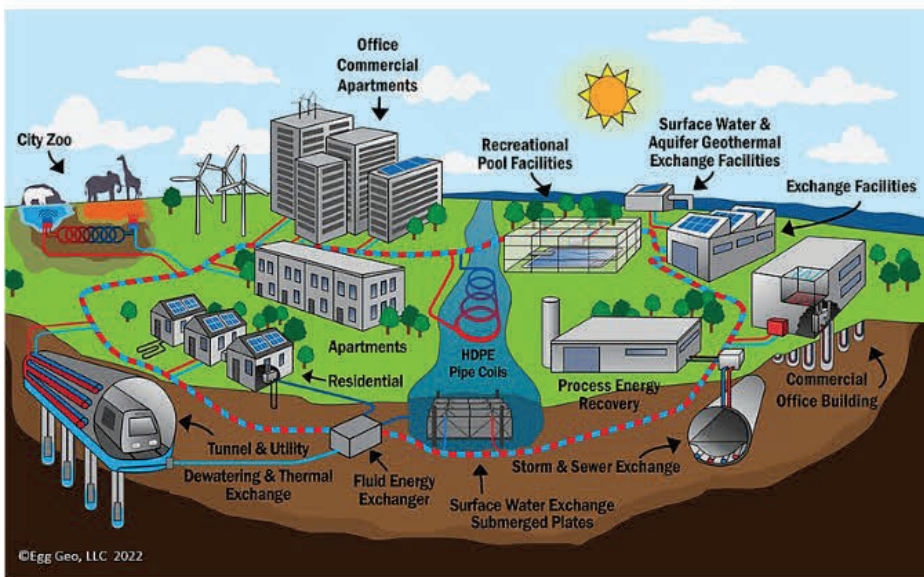 Office
Commercial
Apartments
City Zoo
Recreational
Pool Facilities
Surface Water &
Aquifer Geothermal
Exchange Facilities
Exchange Facilities
Apartments
HDPE
Pipe Coils
Residential
Process Energy
Recovery
Commercial
Office Building
Tunnel & Utility
Dewatering & Thermal
Exchange
Fluid Energy
Exchanger
Storm & Sewer Exchange
Surface Water Exchange
Submerged Plates
©Egg Geo, LLC 2022